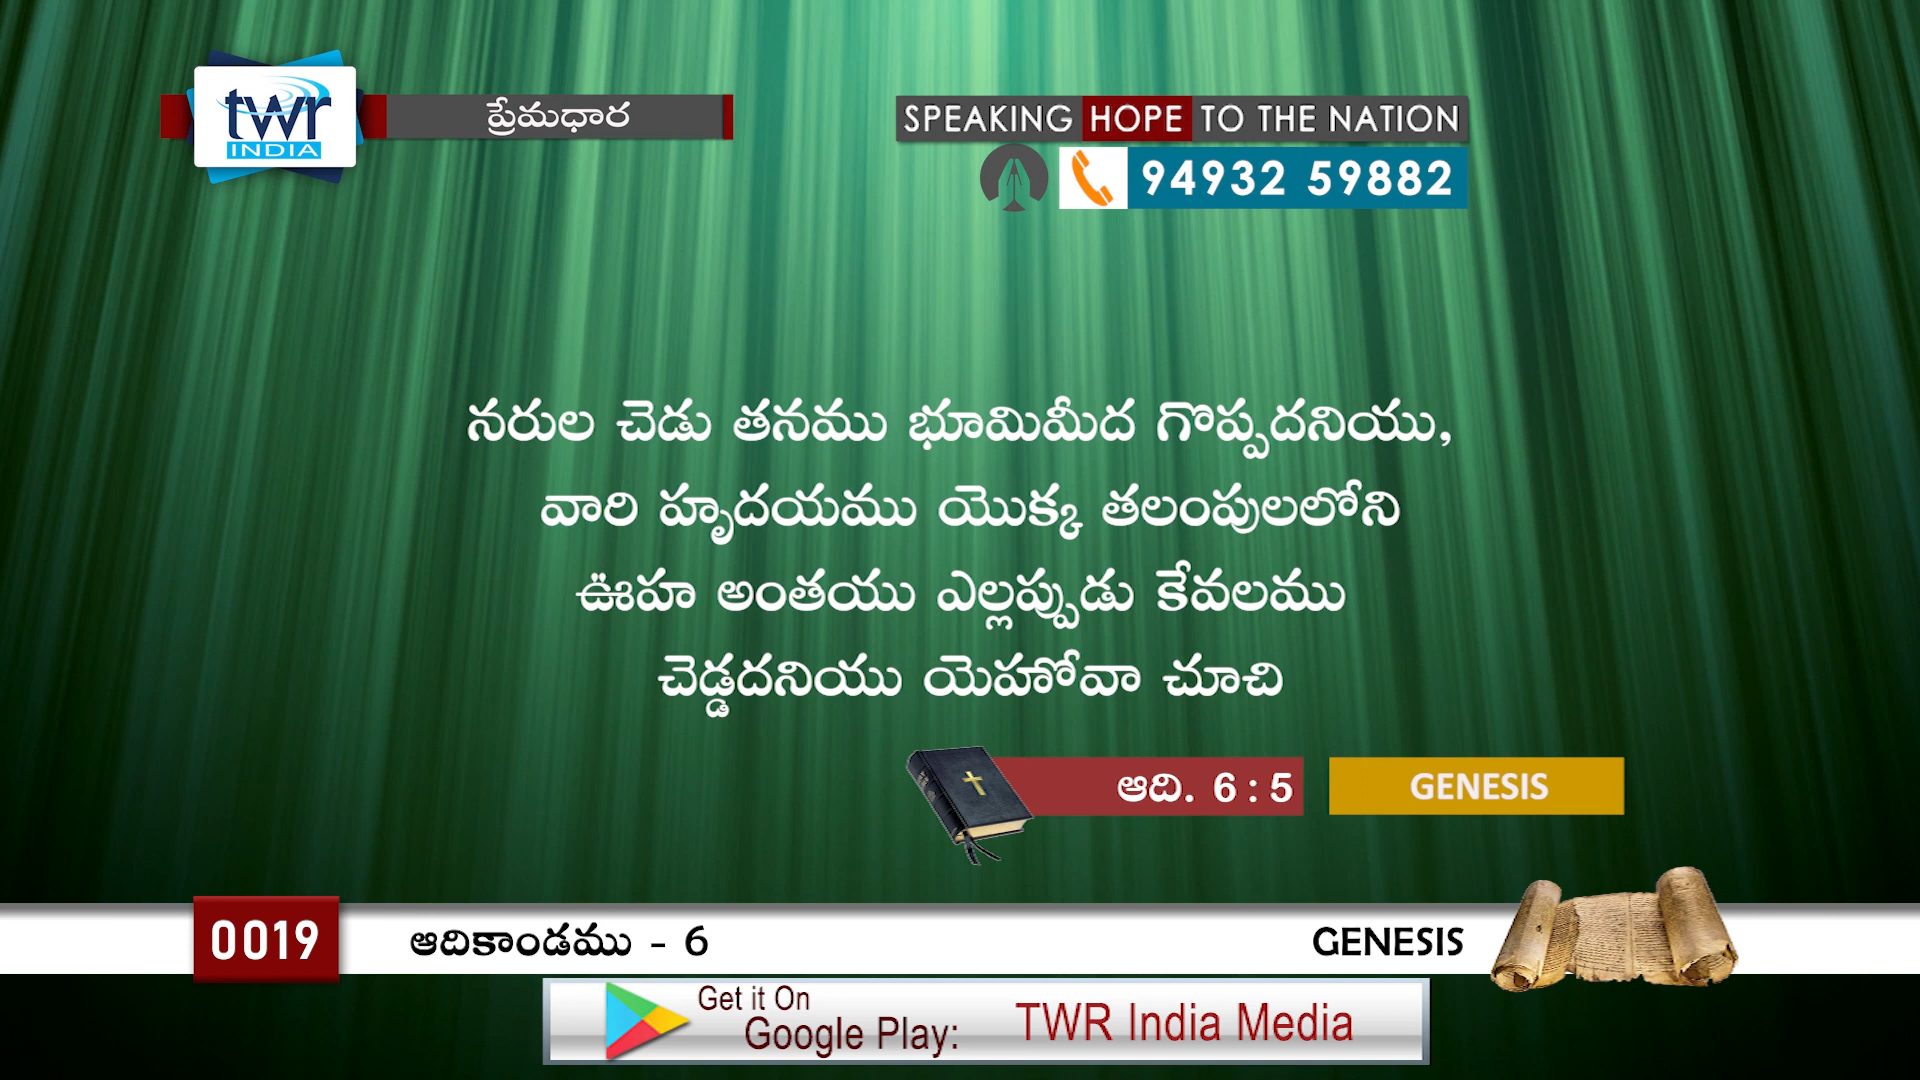 twr
INDIA
ప్రేమధార
SPEAKING HOPE TO THE NATION
94932 59882
నరుల చెడు తనము భూమిమీద గొప్పదనియు,
వారి హృదయము యొక్క తలంపులలోని
ఊహ అంతయు ఎల్లప్పుడు కేవలము
చెడ్డదనియు యెహోవా చూచి
ఆది. 6 : 5
GENESIS
0019
ఆదికాండము - 6
GENESIS
Get it On
Google Play:
TWR India Media